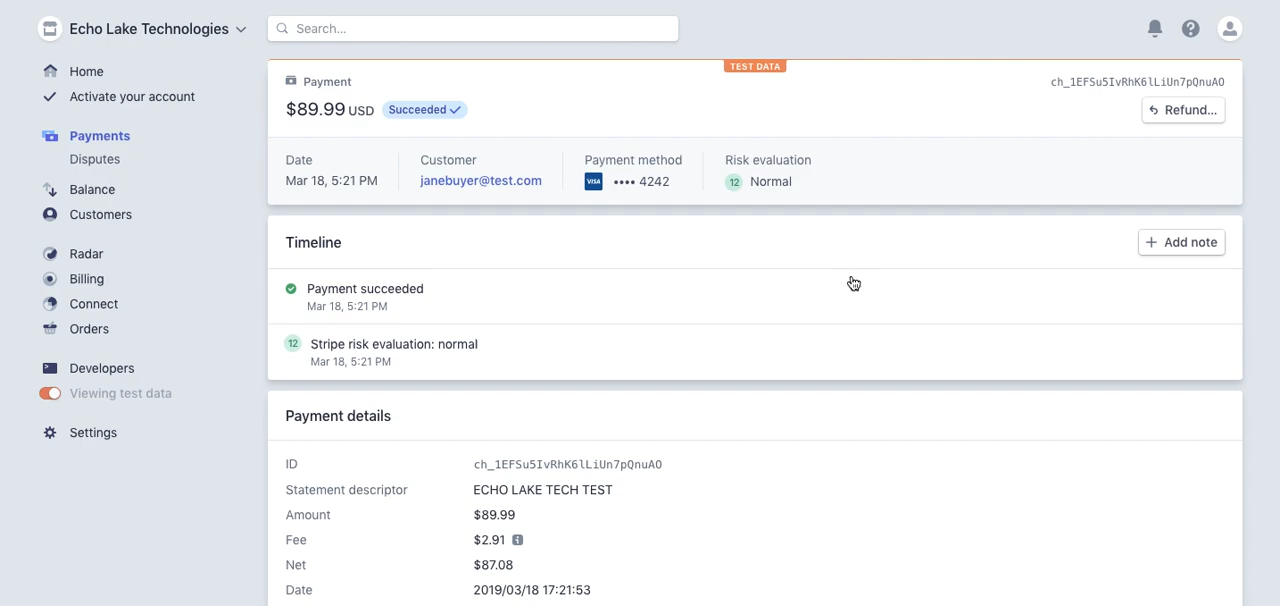 Echo Lake Technologies
Search...
Home
Activate your account
Payments
Disputes
Balance
Customers
Radar
Billing
Connect
Orders
Developers
Viewing test data
Settings
TEST DATA
Payment
ch_1EFSu5IvRhK6lLiUn7pQnuAO
$89.99 USD Succeeded
Refund...
Date Customer Payment method Risk evaluation
Mar 18, 5:21 PM janebuyer@test.com VISA •••• 4242 12 Normal
Timeline
Add note
Payment succeeded
Mar 18, 5:21 PM
12 Stripe risk evaluation: normal
Mar 18, 5:21 PM
Payment details
ID ch_1EFSu5IvRhK6lLiUn7pQnuAO
Statement descriptor ECHO LAKE TECH TEST
Amount $89.99
Fee $2.91
Net $87.08
Date 2019/03/18 17:21:53